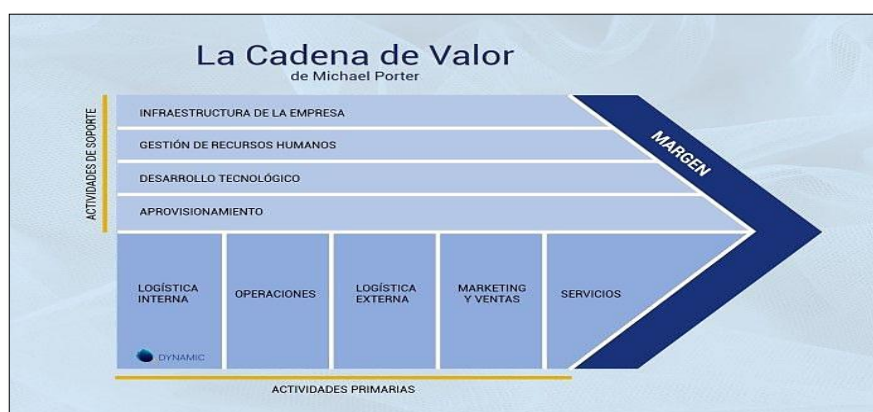 La Cadena de Valor
de Michael Porter
ACTIVIDADES DE SOPORTE
INFRAESTRUCTURA DE LA EMPRESA
GESTIÓN DE RECURSOS HUMANOS
DESARROLLO TECNOLÓGICO
APROVISIONAMIENTO
MARGEN
LOGÍSTICA
INTERNA
OPERACIONES
LOGÍSTICA
EXTERNA
MARKETING
Y VENTAS
SERVICIOS
DYNAMIC
ACTIVIDADES PRIMARIAS